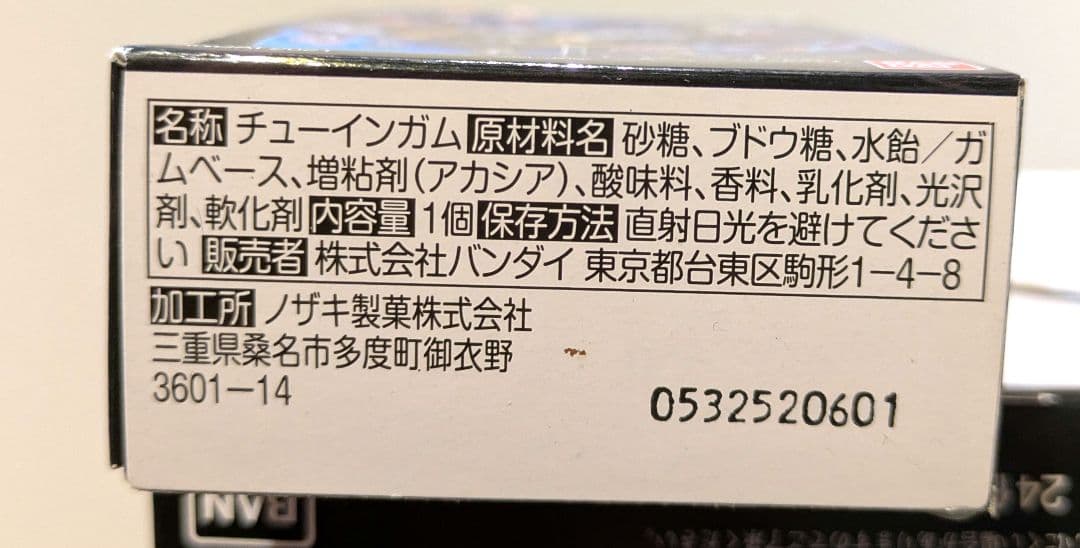 名称 チューインガム 原材料名 砂糖、ブドウ糖、水飴／ガ
ムベース、増粘剤(アカシア)、酸味料、香料、乳化剤、光沢
剤、軟化剤 内容量 1個 保存方法 直射日光を避けてくださ
い 販売者 株式会社バンダイ 東京都台東区駒形1-4-8
加工所 ノザキ製菓株式会社
三重県桑名市多度町御衣野
3601-14
0532520601
BAN
24